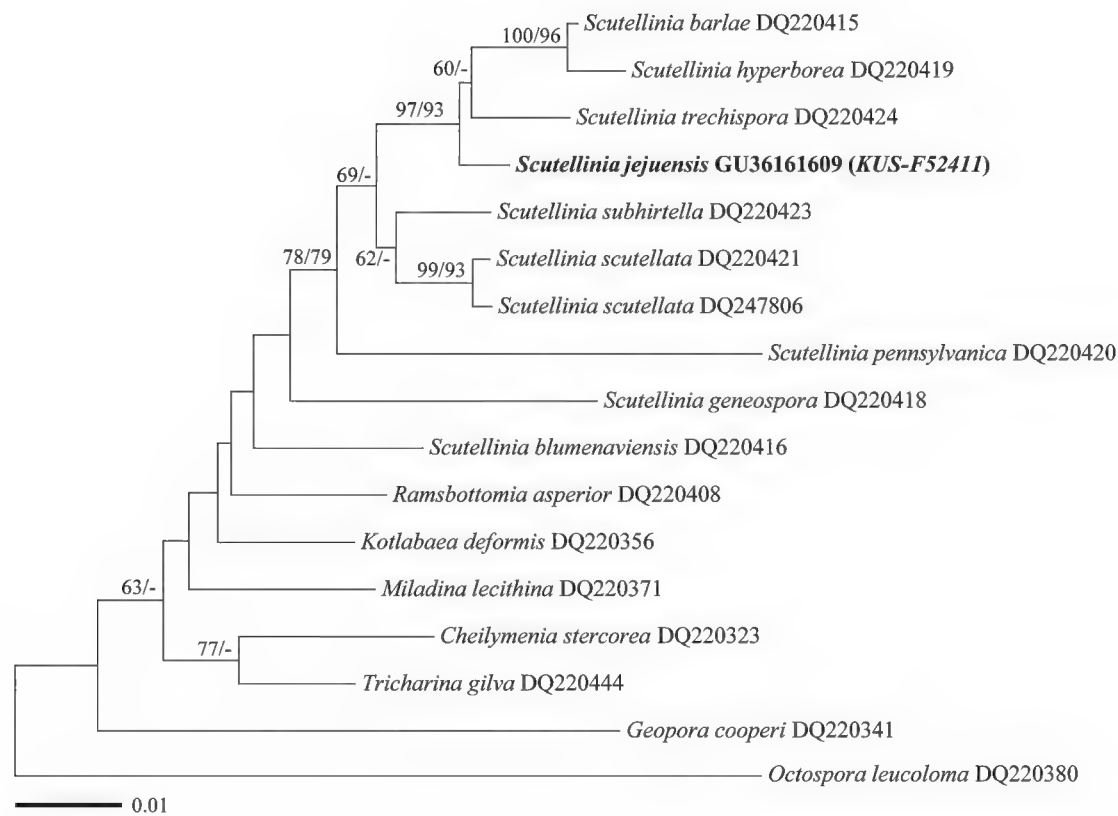 Scutellinia barlae DQ220415
100/96
Scutellinia hyperborea DQ220419
60/-
Scutellinia trechispora DQ220424
97/93
Scutellinia jejuensis GU36161609 (KUS-F52411)
69/-
Scutellinia subhirtella DQ220423
62/-
Scutellinia scutellata DQ220421
99/93
Scutellinia scutellata DQ247806
78/79
Scutellinia pennsylvanica DQ220420
Scutellinia geneospora DQ220418
Scutellinia blumenaviensis DQ220416
Ramsbottomia asperior DQ220408
Kotlabaea deformis DQ220356
Miladina lecithina DQ220371
63/-
Cheilymenia stercorea DQ220323
77/-
Tricharina gilva DQ220444
Geopora cooperi DQ220341
Octospora leucoloma DQ220380
0.01